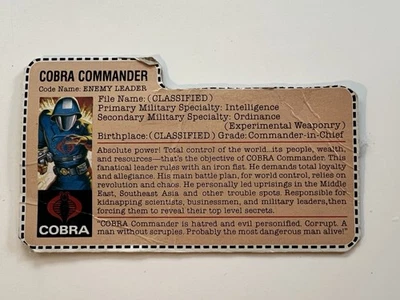 COBRA COMMANDER
Code Name: ENEMY LEADER
File Name: (CLASSIFIED)
Primary Military Specialty: Intelligence
Secondary Military Specialty: Ordinance
(Experimental Weaponry)
Birthplace: (CLASSIFIED) Grade: Commander-in-Chief
Absolute power! Total control of the world...its people, wealth,
and resources—that's the objective of COBRA Commander. This
fanatical leader rules with an iron fist. He demands total loyalty
and allegiance. His main battle plan, for world control, relies on
revolution and chaos. He personally led uprisings in the Middle
East, Southeast Asia and other trouble spots. Responsible for
kidnapping scientists, businessmen, and military leaders,then
forcing them to reveal their top level secrets.
"COBRA Commander is hatred and evil personified. Corrupt. A
man without scruples. Probably the most dangerous man alive!"
COBRA